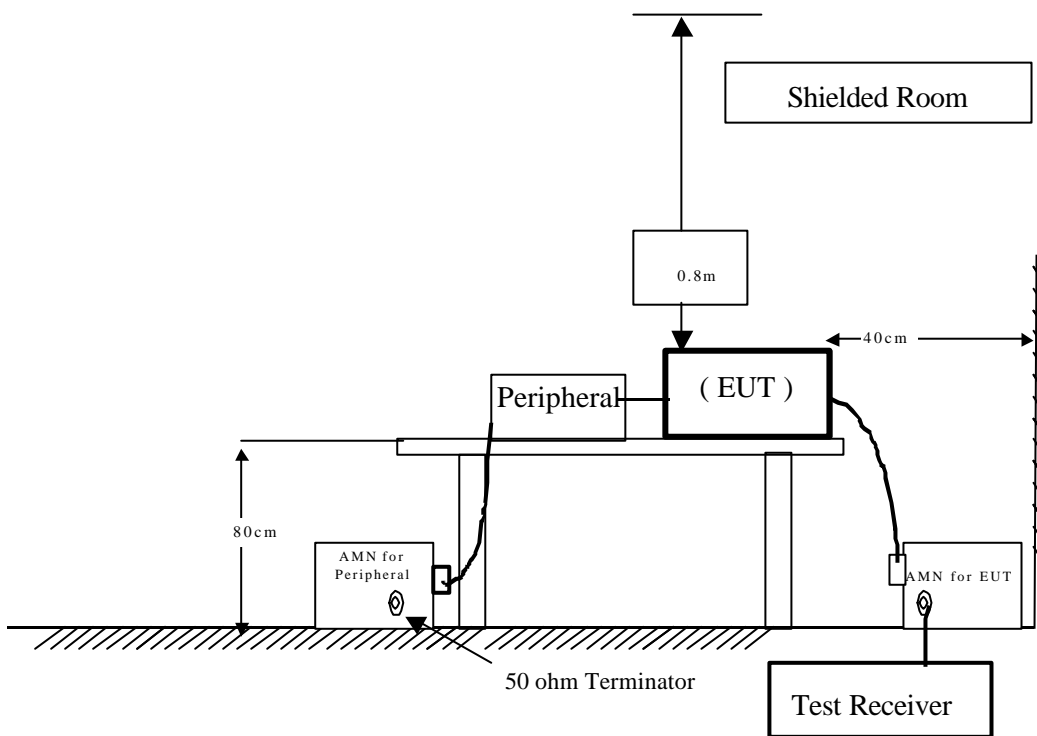 Shielded Room
0.8m
40cm
Peripheral
( EUT )
80cm
AMN for
Peripheral
AMN for EUT
50 ohm Terminator
Test Receiver